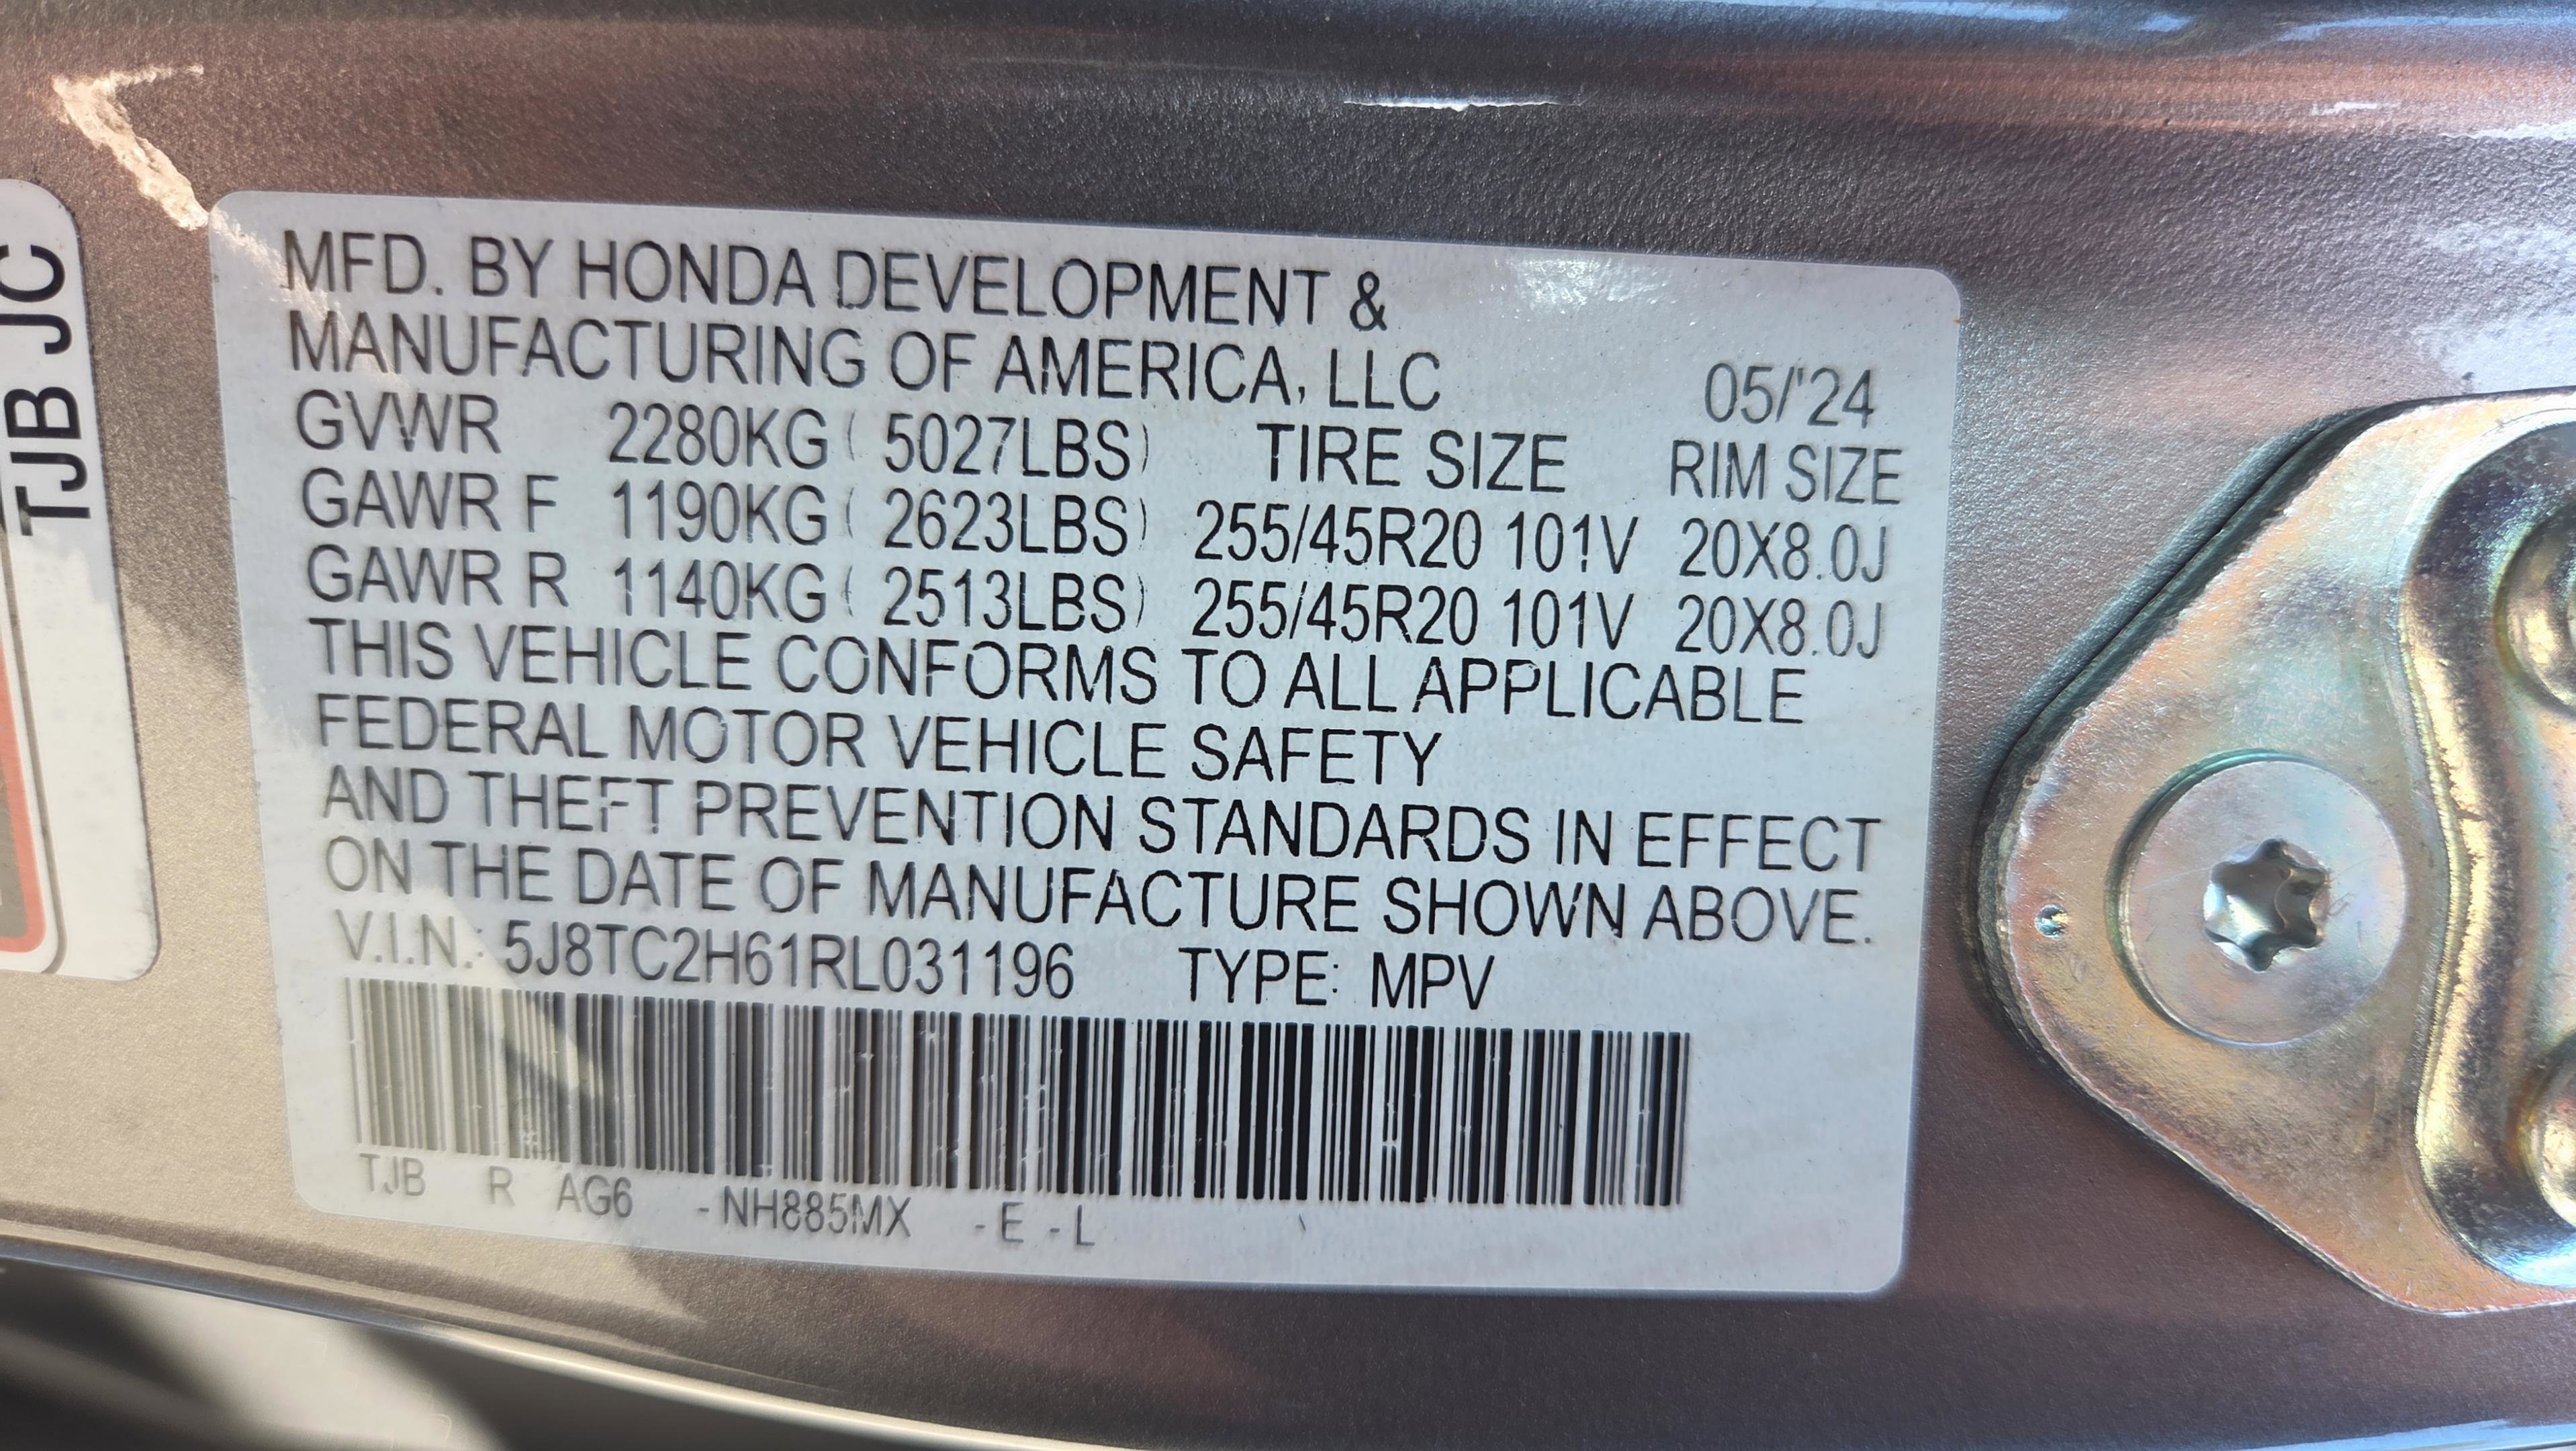 TJB JC
MFD. BY HONDA DEVELOPMENT &
MANUFACTURING OF AMERICA, LLC 05/'24
GVWR 2280KG ( 5027LBS) TIRE SIZE RIM SIZE
GAWR F 1190KG ( 2623LBS) 255/45R20 101V 20X8.0J
GAWR R 1140KG ( 2513LBS) 255/45R20 101V 20X8.0J
THIS VEHICLE CONFORMS TO ALL APPLICABLE
FEDERAL MOTOR VEHICLE SAFETY
AND THEFT PREVENTION STANDARDS IN EFFECT
ON THE DATE OF MANUFACTURE SHOWN ABOVE.
V.I.N.: 5J8TC2H61RL031196 TYPE: MPV
TJB R AG6 -NH885MX -E -L